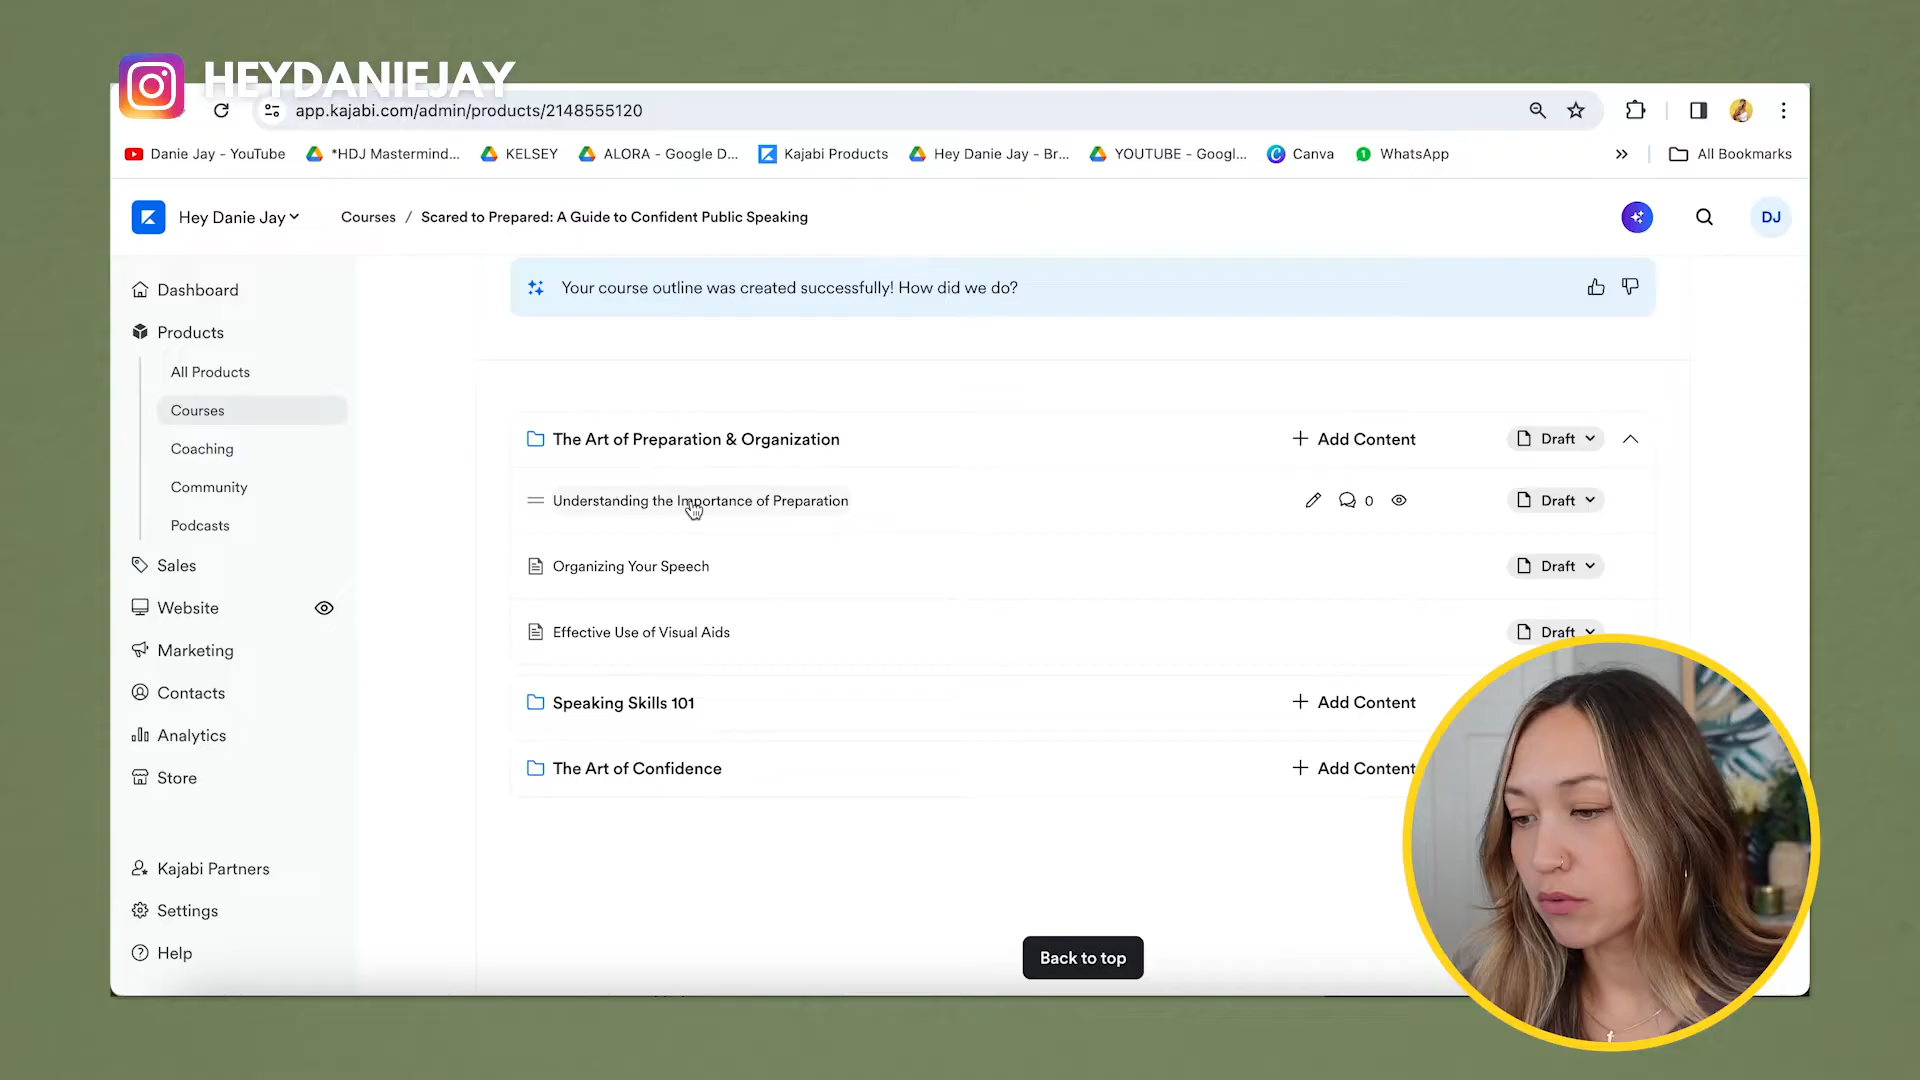 HEYDANIEJAY
app.kajabi.com/admin/products/2148555120
Danie Jay - YouTube
*HDJ Mastermind...
KELSEY
ALORA - Google D...
Kajabi Products
Hey Danie Jay - Br...
YOUTUBE - Googl...
Canva
1 WhatsApp
All Bookmarks
Hey Danie Jay
Courses / Scared to Prepared: A Guide to Confident Public Speaking
DJ
Dashboard
Products
All Products
Courses
Coaching
Community
Podcasts
Sales
Website
Marketing
Contacts
Analytics
Store
Kajabi Partners
Settings
Help
Your course outline was created successfully! How did we do?
The Art of Preparation & Organization + Add Content Draft
Understanding the Importance of Preparation 0 Draft
Organizing Your Speech Draft
Effective Use of Visual Aids Draft
Speaking Skills 101 + Add Content
The Art of Confidence + Add Content
Back to top